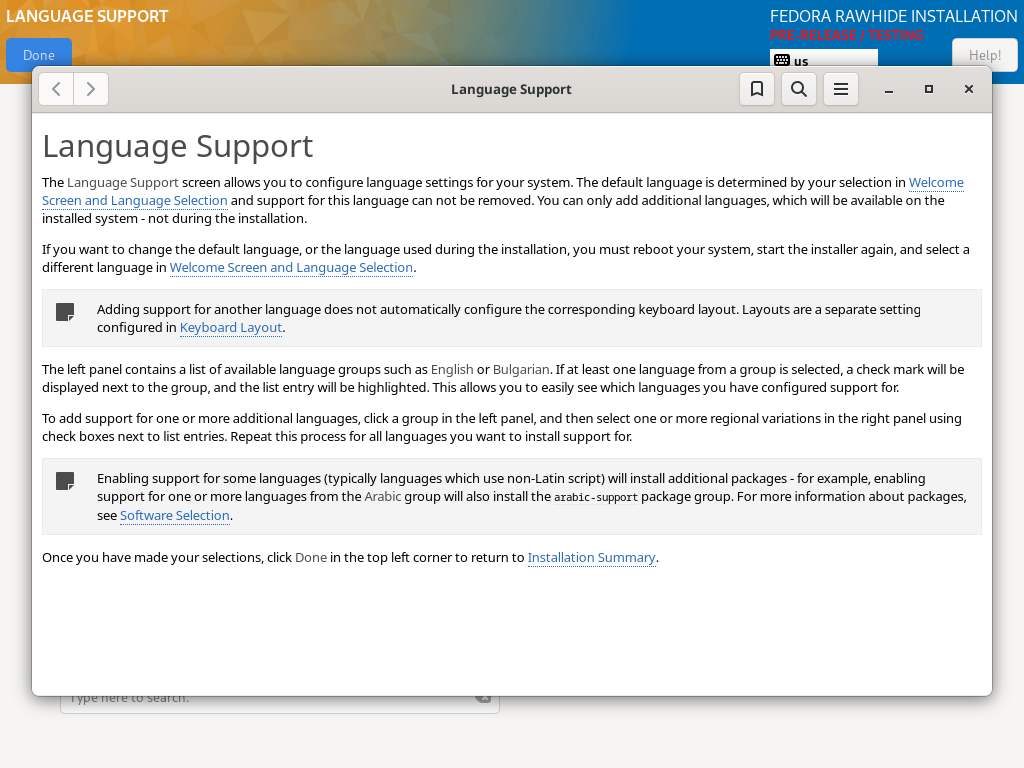 LANGUAGE SUPPORT
FEDORA RAWHIDE INSTALLATION
PRE-RELEASE / TESTING
Done
us
Help!
Language Support
Language Support
The Language Support screen allows you to configure language settings for your system. The default language is determined by your selection in Welcome
Screen and Language Selection and support for this language can not be removed. You can only add additional languages, which will be available on the
installed system - not during the installation.
If you want to change the default language, or the language used during the installation, you must reboot your system, start the installer again, and select a
different language in Welcome Screen and Language Selection.
Adding support for another language does not automatically configure the corresponding keyboard layout. Layouts are a separate setting
configured in Keyboard Layout.
The left panel contains a list of available language groups such as English or Bulgarian. If at least one language from a group is selected, a check mark will be
displayed next to the group, and the list entry will be highlighted. This allows you to easily see which languages you have configured support for.
To add support for one or more additional languages, click a group in the left panel, and then select one or more regional variations in the right panel using
check boxes next to list entries. Repeat this process for all languages you want to install support for.
Enabling support for some languages (typically languages which use non-Latin script) will install additional packages - for example, enabling
support for one or more languages from the Arabic group will also install the arabic-support package group. For more information about packages,
see Software Selection.
Once you have made your selections, click Done in the top left corner to return to Installation Summary.
Type here to search.